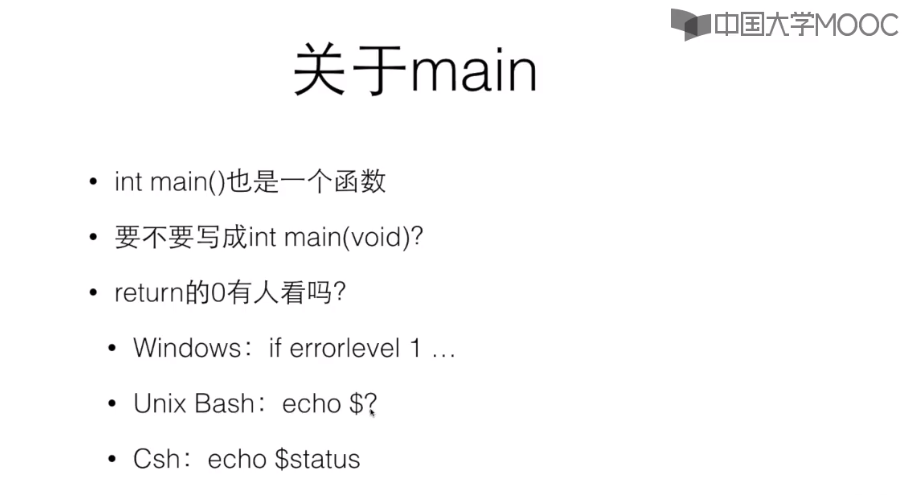 中国大学MOOC
关于main
• int main()也是一个函数
• 要不要写成int main(void)?
• return的0有人看吗?
• Windows：if errorlevel 1 …
• Unix Bash：echo $?
• Csh：echo $status